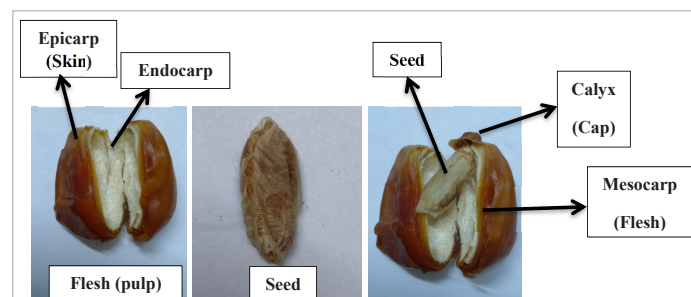 Epicarp
(Skin)
Endocarp
Flesh (pulp)
Seed
Seed
Calyx
(Cap)
Mesocarp
(Flesh)